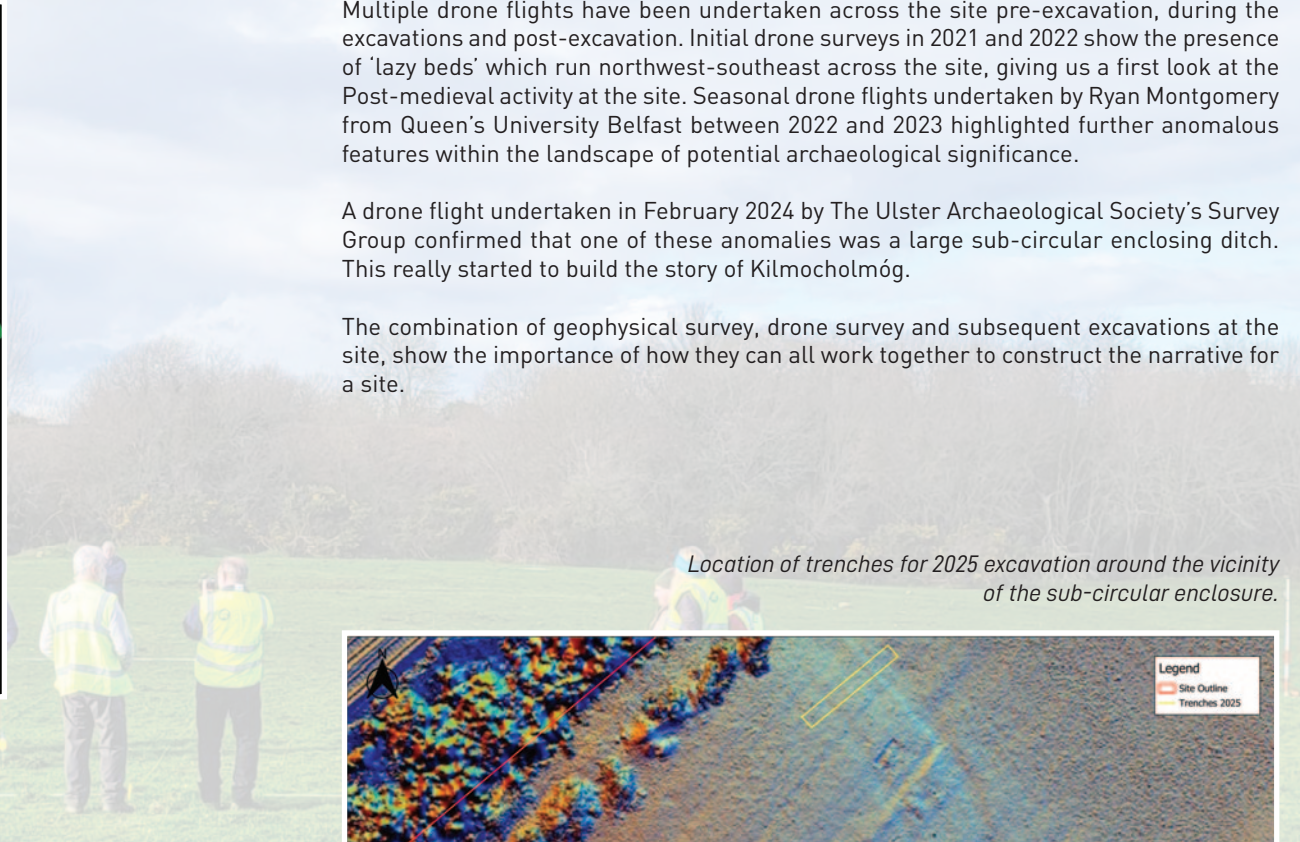 Multiple drone flights have been undertaken across the site pre-excavation, during the
excavations and post-excavation. Initial drone surveys in 2021 and 2022 show the presence
of ‘lazy beds’ which run northwest-southeast across the site, giving us a first look at the
Post-medieval activity at the site. Seasonal drone flights undertaken by Ryan Montgomery
from Queen’s University Belfast between 2022 and 2023 highlighted further anomalous
features within the landscape of potential archaeological significance.
A drone flight undertaken in February 2024 by The Ulster Archaeological Society’s Survey
Group confirmed that one of these anomalies was a large sub-circular enclosing ditch.
This really started to build the story of Kilmocholmóg.
The combination of geophysical survey, drone survey and subsequent excavations at the
site, show the importance of how they can all work together to construct the narrative for
a site.
Location of trenches for 2025 excavation around the vicinity
of the sub-circular enclosure.
N
Legend
Site Outline
Trenches 2025